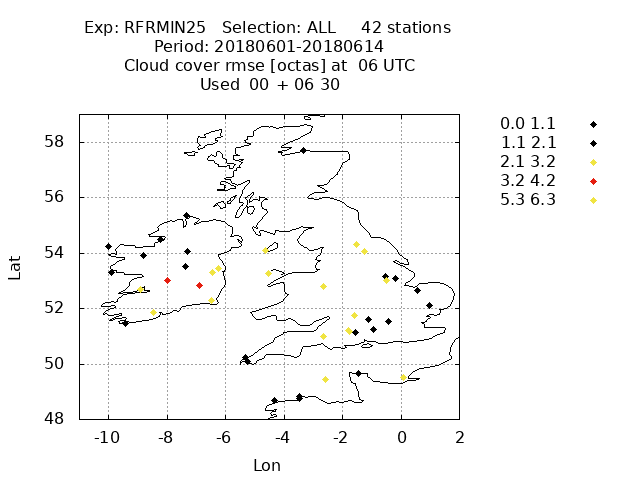 Exp: RFRMIN25 Selection: ALL 42 stations
Period: 20180601-20180614
Cloud cover rmse [octas] at 06 UTC
Used 00 + 06 30
0.0 1.1
1.1 2.1
2.1 3.2
3.2 4.2
5.3 6.3
58
56
54
52
50
48
Lat
-10 -8 -6 -4 -2 0 2
Lon